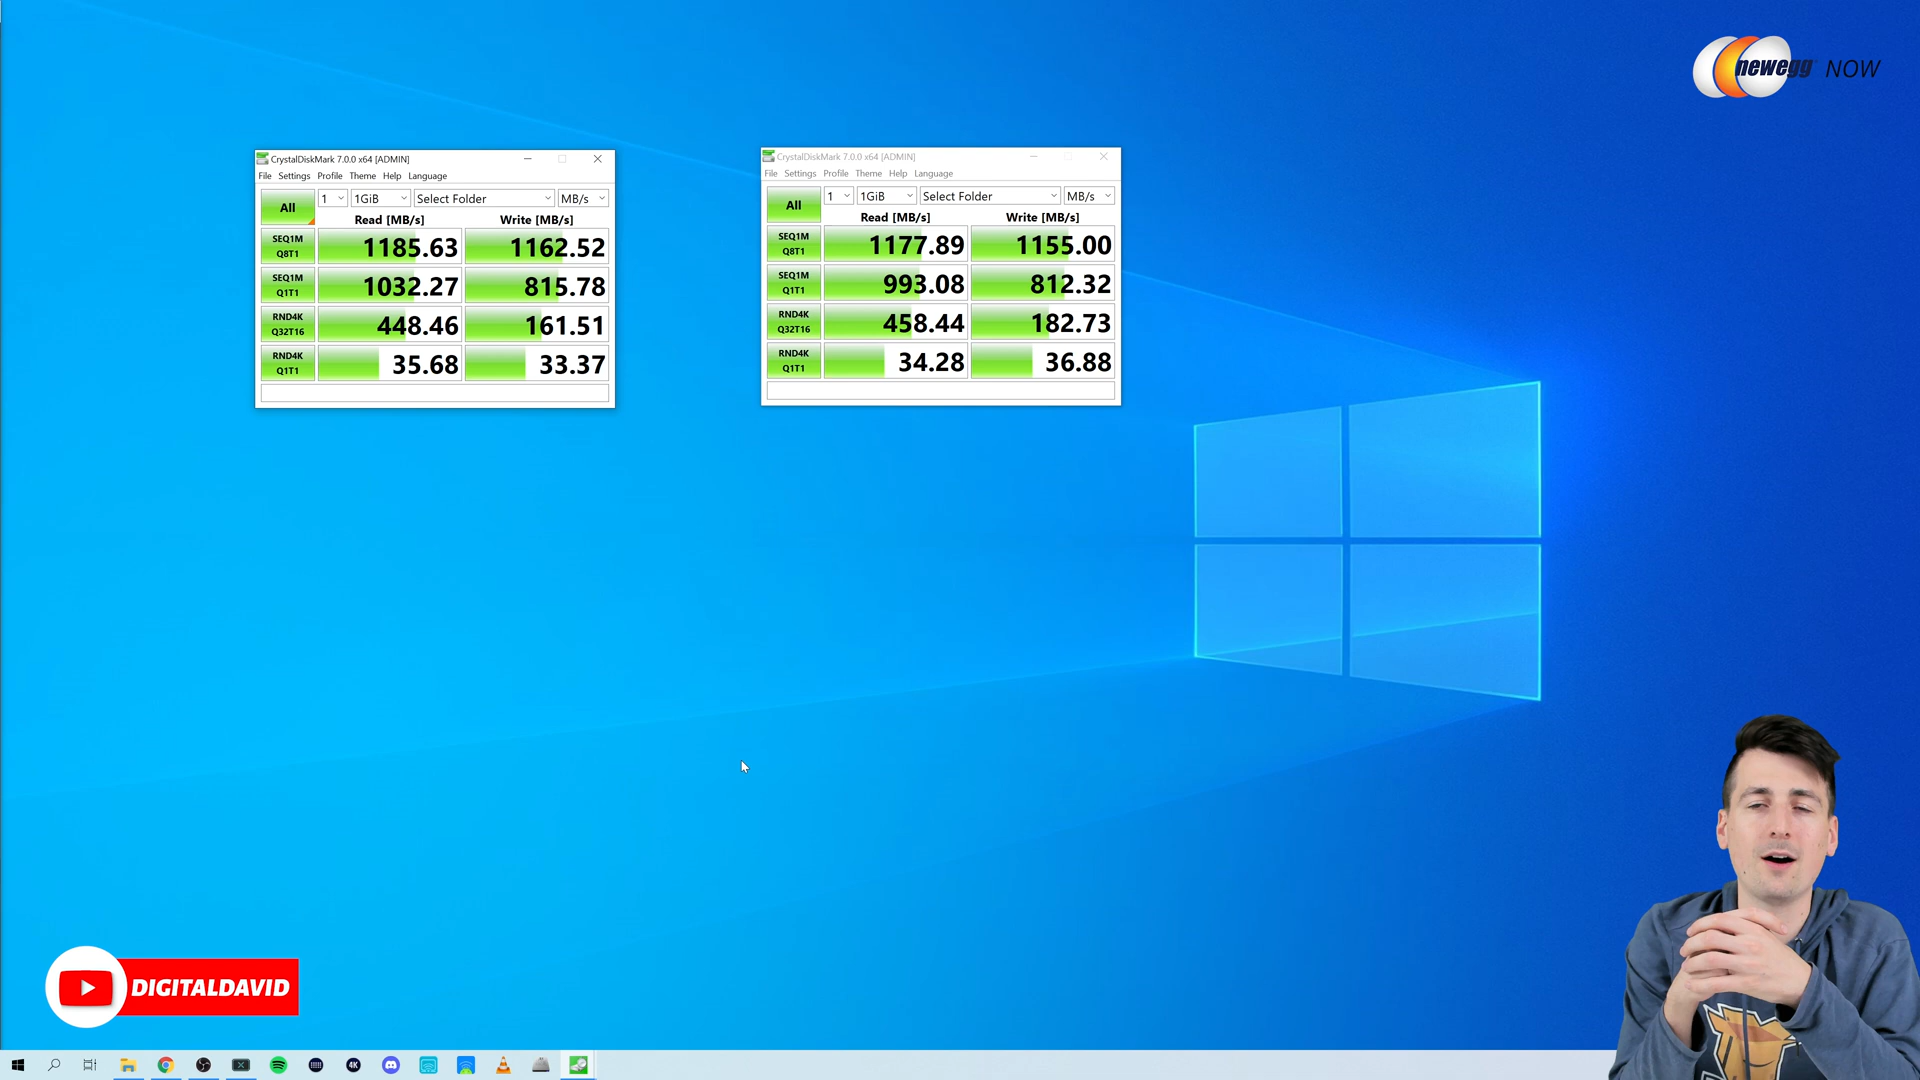 newegg NOW
CrystalDiskMark 7.0.0 x64 [ADMIN]
File Settings Profile Theme Help Language
All 1 1GiB Select Folder MB/s
Read [MB/s] Write [MB/s]
SEQ1M Q8T1 1185.63 1162.52
SEQ1M Q1T1 1032.27 815.78
RND4K Q32T16 448.46 161.51
RND4K Q1T1 35.68 33.37
CrystalDiskMark 7.0.0 x64 [ADMIN]
File Settings Profile Theme Help Language
All 1 1GiB Select Folder MB/s
Read [MB/s] Write [MB/s]
SEQ1M Q8T1 1177.89 1155.00
SEQ1M Q1T1 993.08 812.32
RND4K Q32T16 458.44 182.73
RND4K Q1T1 34.28 36.88
DIGITALDAVID
4K